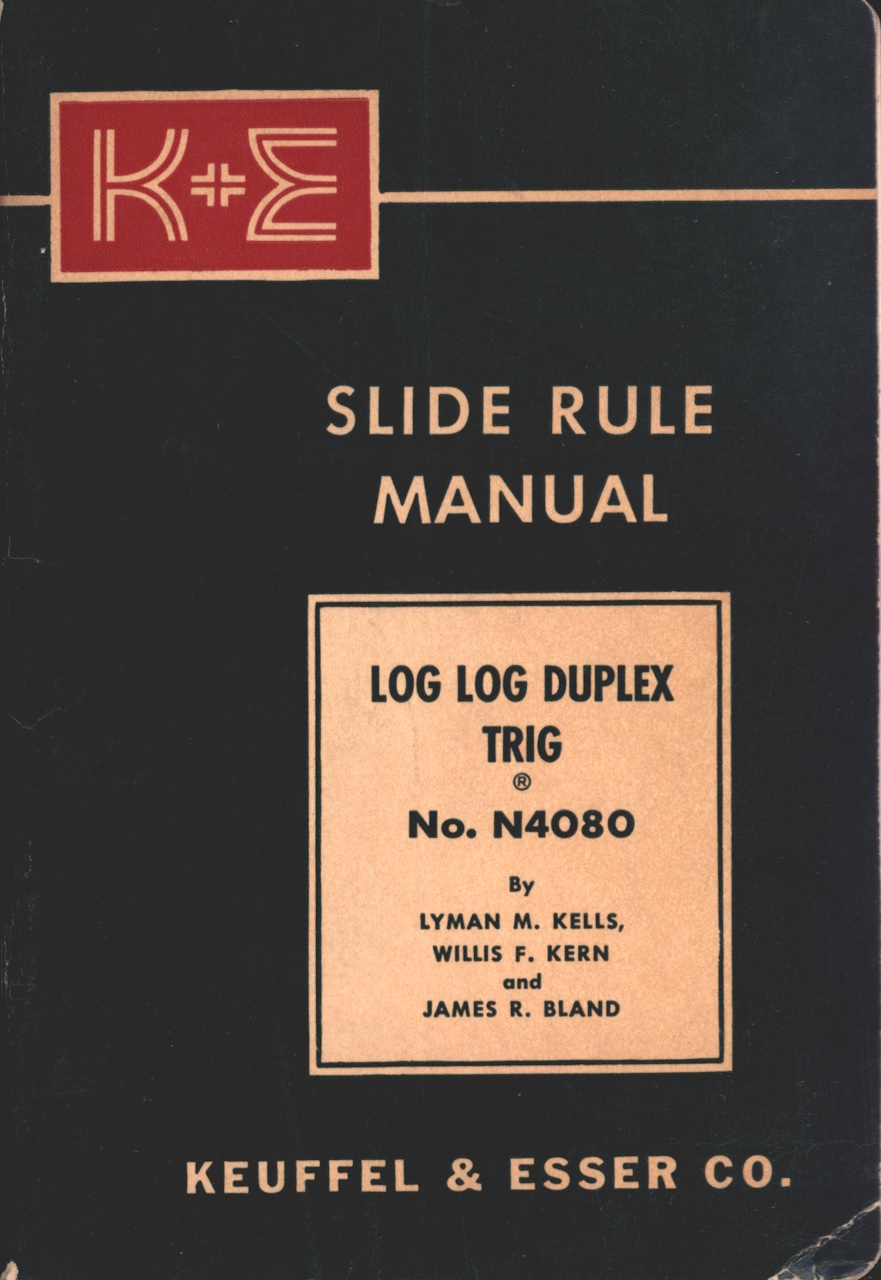 K+E
SLIDE RULE
MANUAL
LOG LOG DUPLEX
TRIG
®
No. N4080
By
LYMAN M. KELLS,
WILLIS F. KERN
and
JAMES R. BLAND
KEUFFEL & ESSER CO.